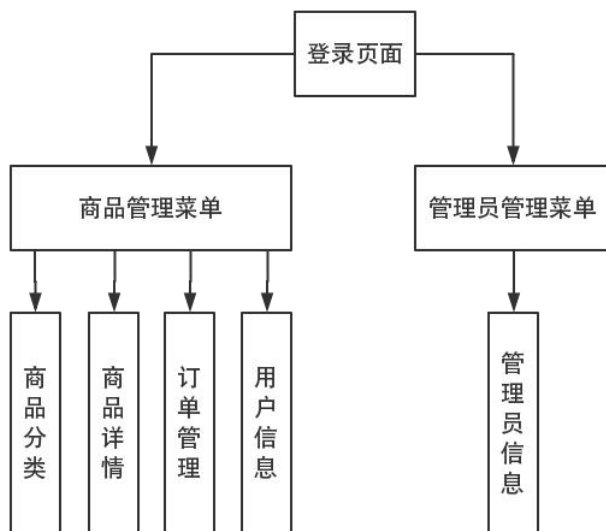 登录页面
商品管理菜单
管理员管理菜单
商品分类
商品详情
订单管理
用户信息
管理员信息